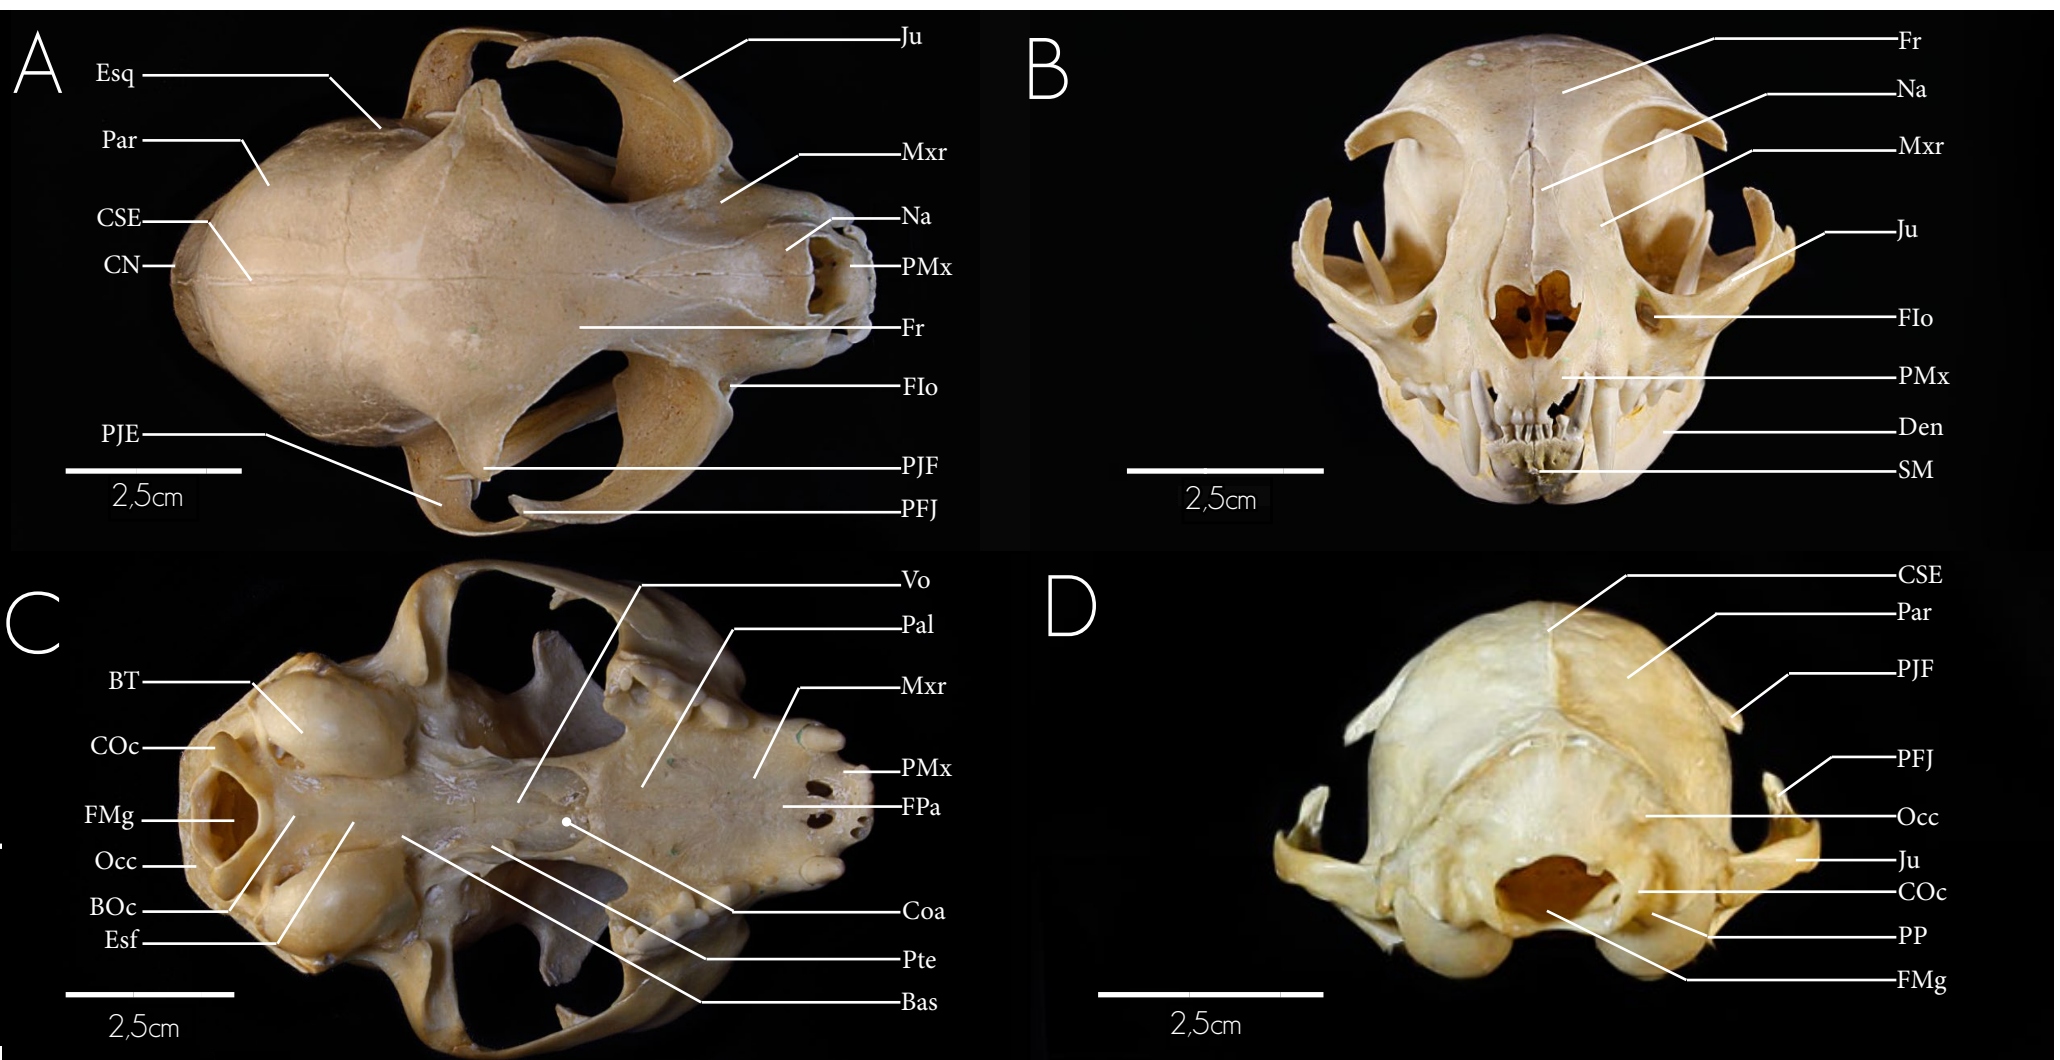 A
Esq
Par
CSE
CN
PJE
2,5cm
Ju
Mxr
Na
PMx
Fr
FIo
PJF
PFJ
B
2,5cm
Fr
Na
Mxr
Ju
FIo
PMx
Den
SM
C
BT
COc
FMg
Occ
BOc
Esf
2,5cm
Vo
Pal
Mxr
PMx
FPa
Coa
Pte
Bas
D
2,5cm
CSE
Par
PJF
PFJ
Occ
Ju
COc
PP
FMg